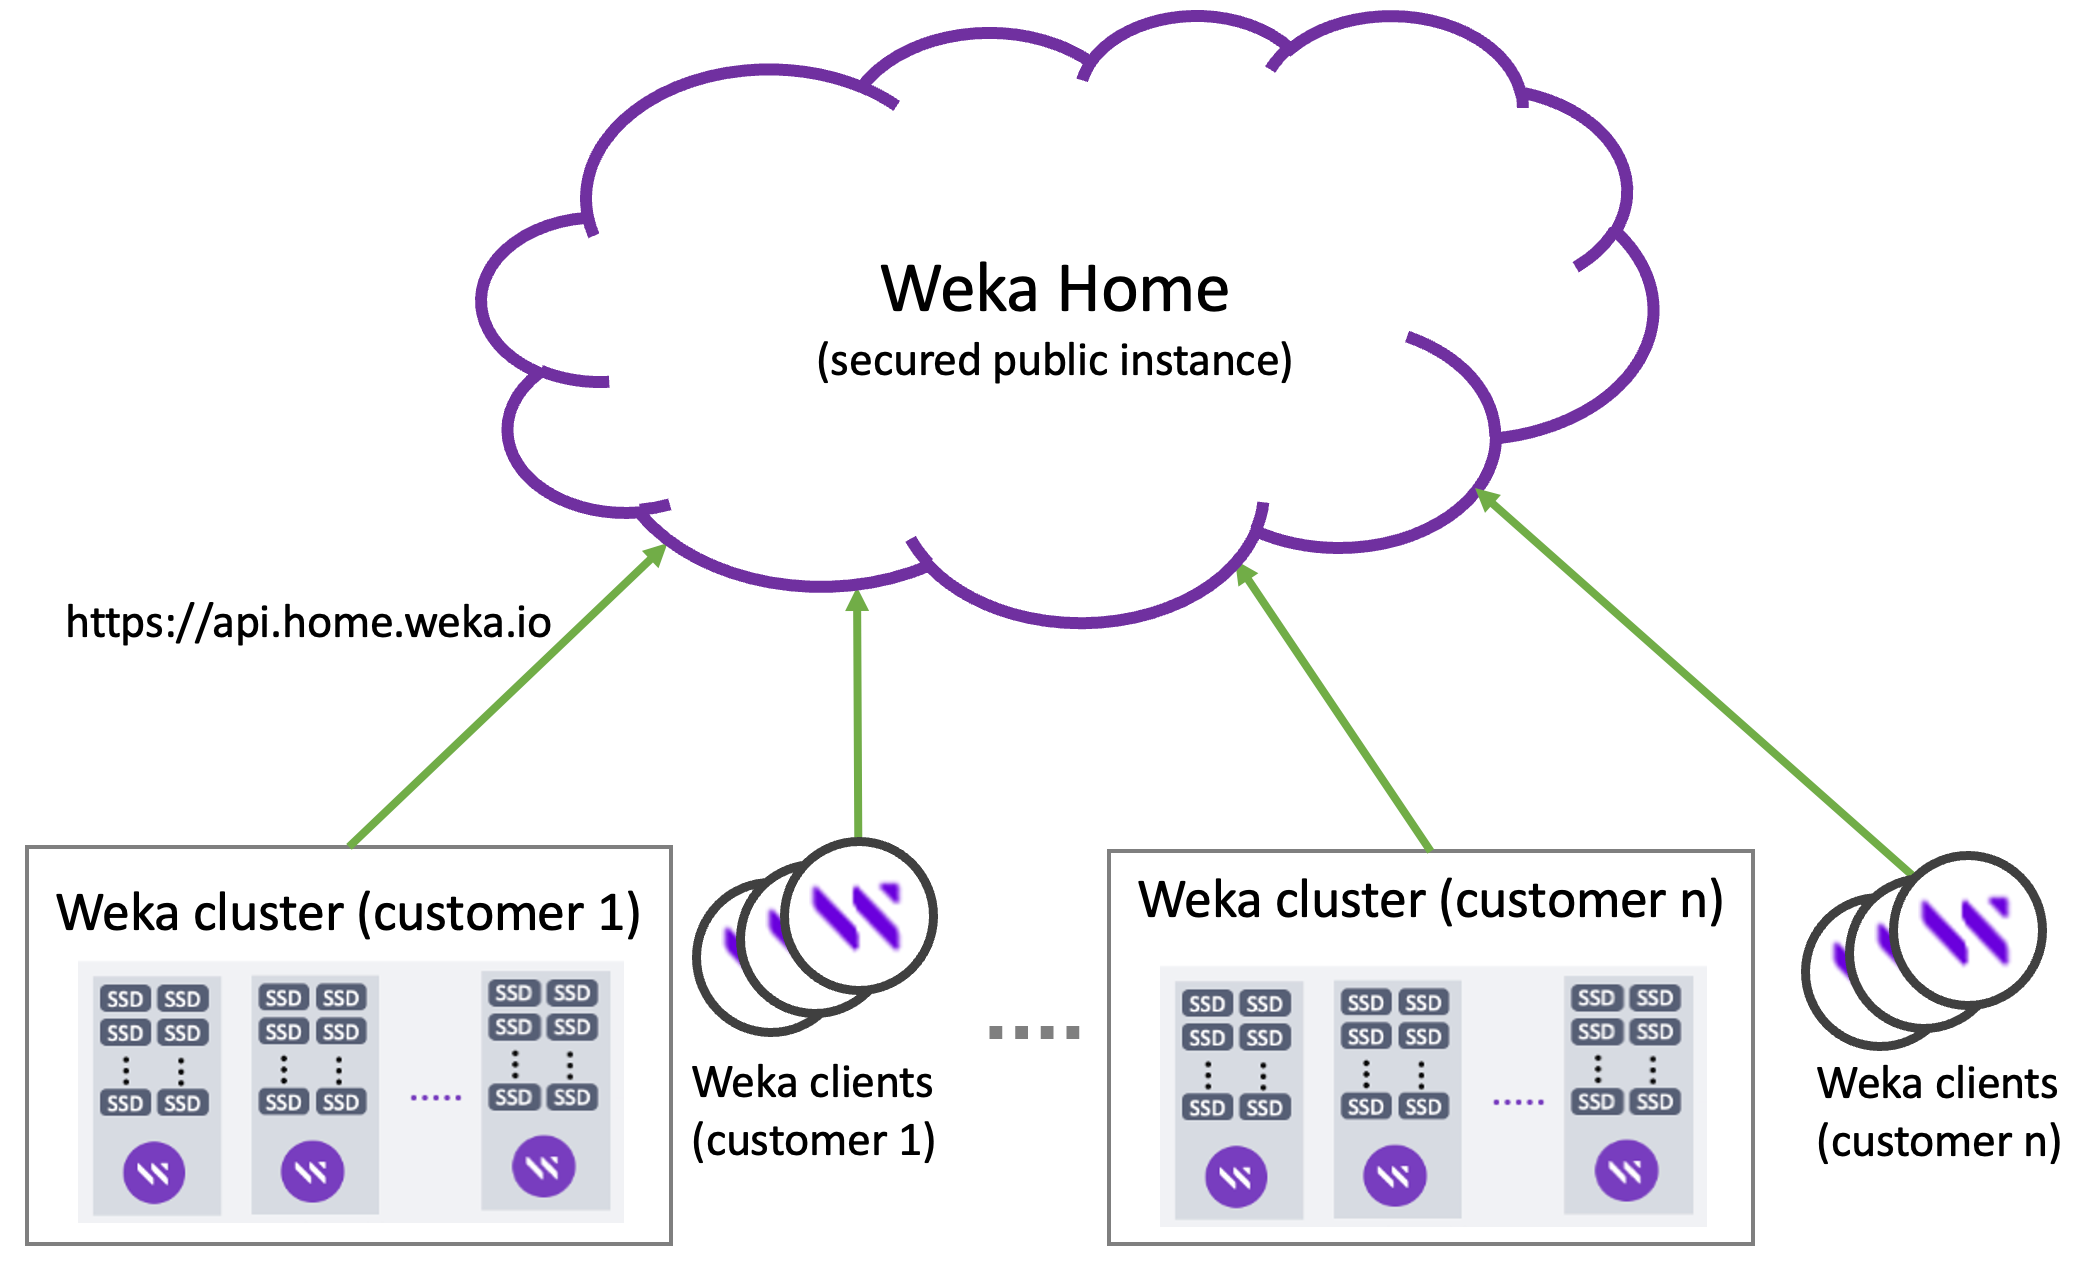 Weka Home
(secured public instance)
https://api.home.weka.io
Weka cluster (customer 1)
SSD SSD SSD SSD SSD SSD
SSD SSD SSD SSD SSD SSD
SSD SSD SSD SSD SSD SSD
Weka clients
(customer 1)
Weka cluster (customer n)
SSD SSD SSD SSD SSD SSD
SSD SSD SSD SSD SSD SSD
SSD SSD SSD SSD SSD SSD
Weka clients
(customer n)